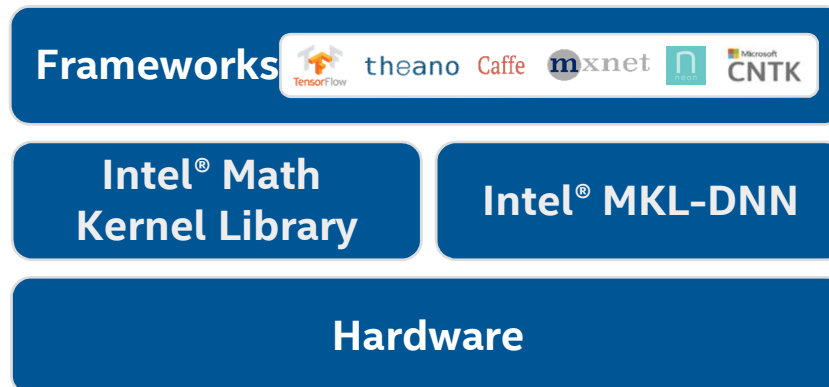 Frameworks TensorFlow theano Caffe mxnet n neon Microsoft CNTK
Intel® Math
Kernel Library
Intel® MKL-DNN
Hardware